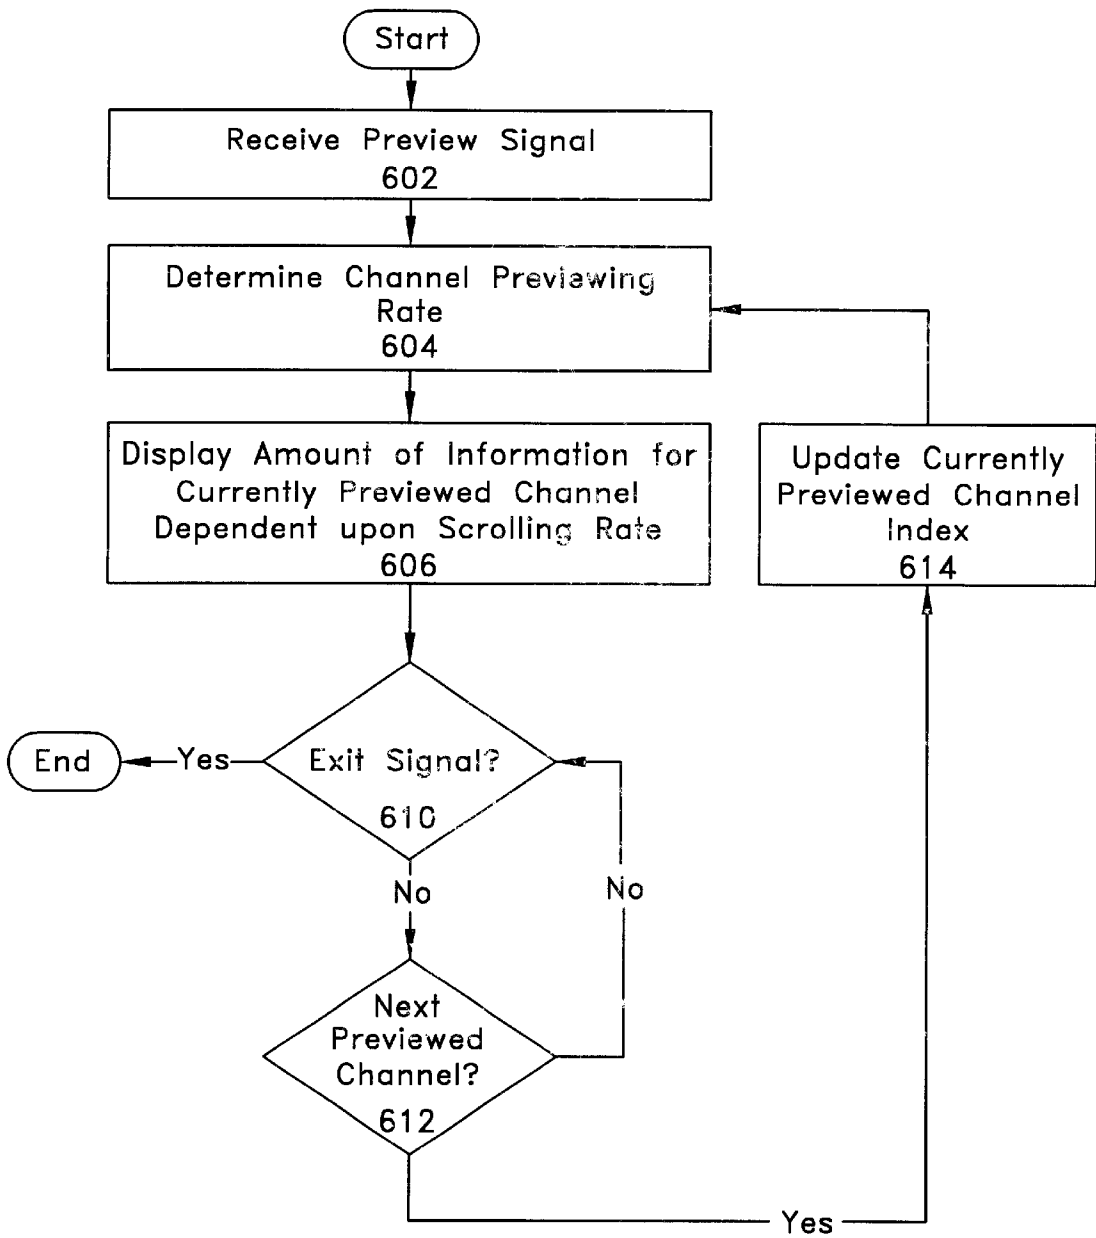 Start
Receive Preview Signal
602
Determine Channel Previewing
Rate
604
Display Amount of Information for
Currently Previewed Channel
Dependent upon Scrolling Rate
606
Update Currently
Previewed Channel
Index
614
End
Yes
Exit Signal?
610
No
No
Next
Previewed
Channel?
612
Yes